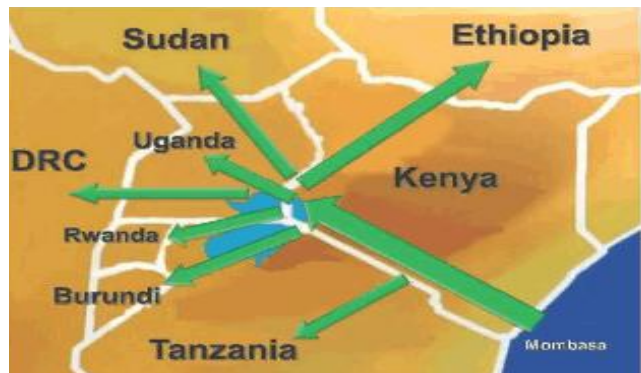 Sudan
Ethiopia
Uganda
DRC
Kenya
Rwanda
Burundi
Tanzania
Mombasa